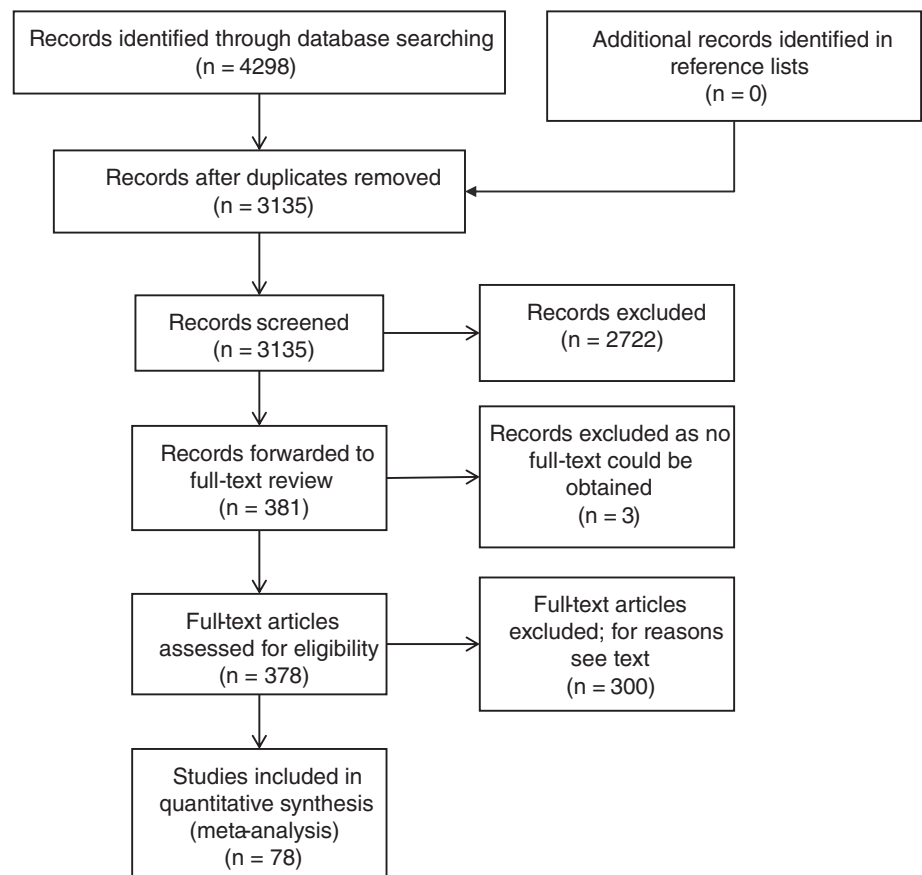 Records identified through database searching
(n = 4298)
Additional records identified in
reference lists
(n = 0)
Records after duplicates removed
(n = 3135)
Records screened
(n = 3135)
Records excluded
(n = 2722)
Records forwarded to
full-text review
(n = 381)
Records excluded as no
full-text could be
obtained
(n = 3)
Full-text articles
assessed for eligibility
(n = 378)
Full-text articles
excluded; for reasons
see text
(n = 300)
Studies included in
quantitative synthesis
(meta-analysis)
(n = 78)